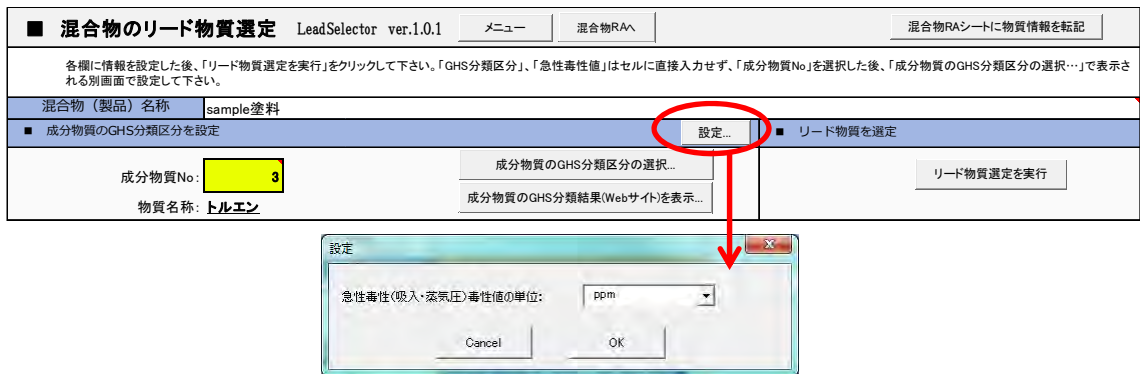 ■ 混合物のリード物質選定 LeadSelector ver.1.0.1 メニュー 混合物RAへ 混合物RAシートに物質情報を転記
各欄に情報を設定した後、「リード物質選定を実行」をクリックして下さい。「GHS分類区分」、「急性毒性値」はセルに直接入力せず、「成分物質No」を選択した後、「成分物質のGHS分類区分の選択…」で表示さ
れる別画面で設定して下さい。
混合物（製品）名称 sample塗料
■ 成分物質のGHS分類区分を設定 設定... ■ リード物質を選定
成分物質No: 3 成分物質のGHS分類区分の選択... リード物質選定を実行
物質名称: トルエン 成分物質のGHS分類結果(Webサイト)を表示...
設定
急性毒性(吸入・蒸気圧)毒性値の単位: ppm
Cancel OK